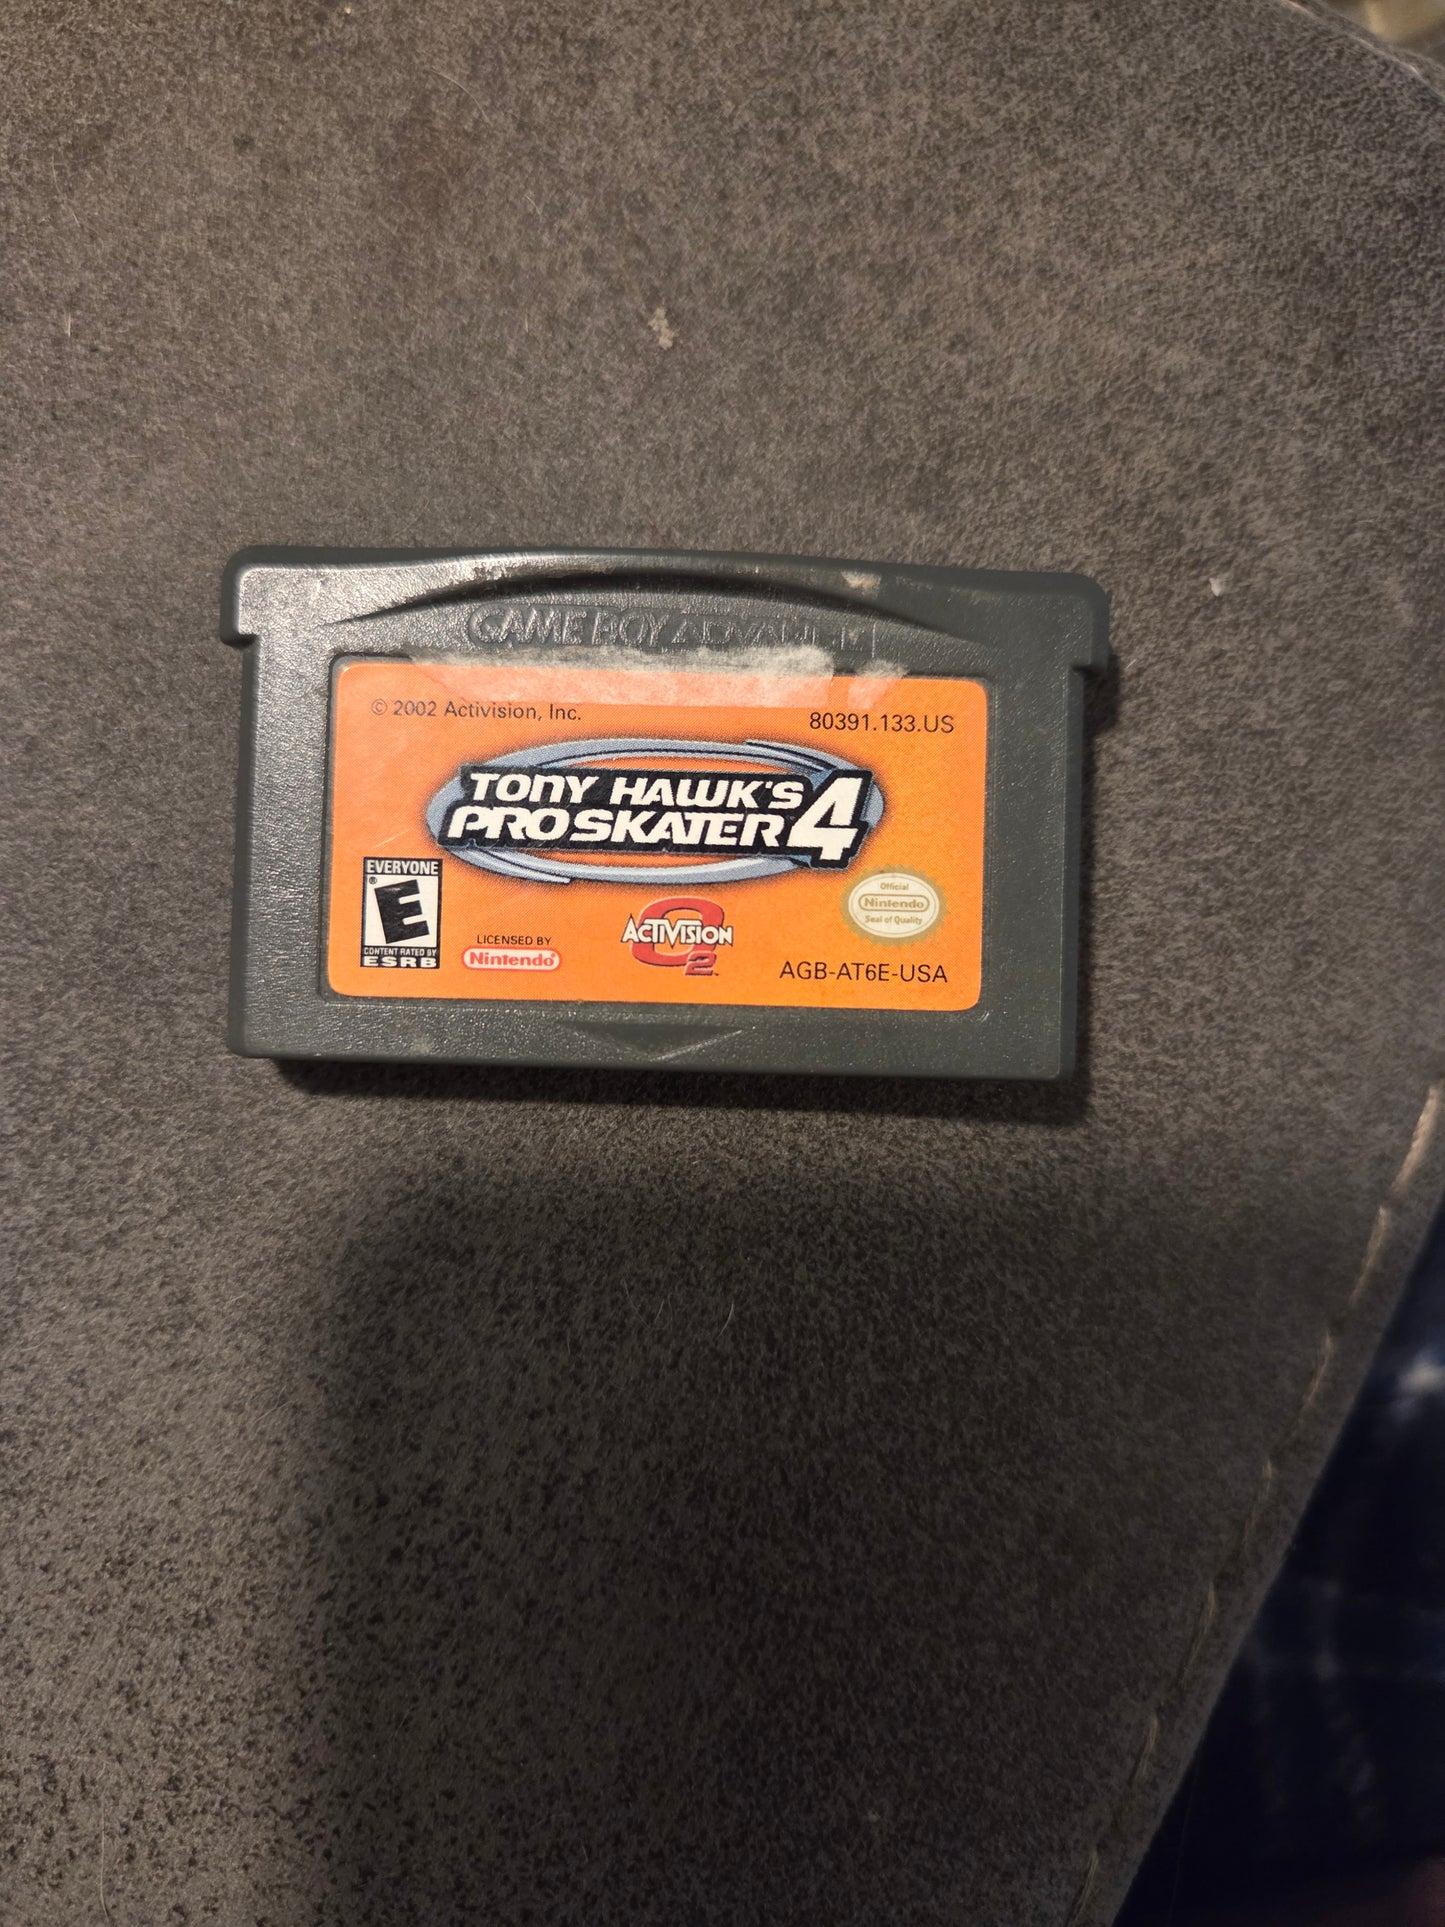 GAME BOY ADVANCE
© 2002 Activision, Inc.
80391.133.US
TONY HAWK'S
PRO SKATER 4
EVERYONE
E
®
CONTENT RATED BY
ESRB
LICENSED BY
Nintendo®
ACTIVISION
O2™
Official
Nintendo
Seal of Quality
AGB-AT6E-USA